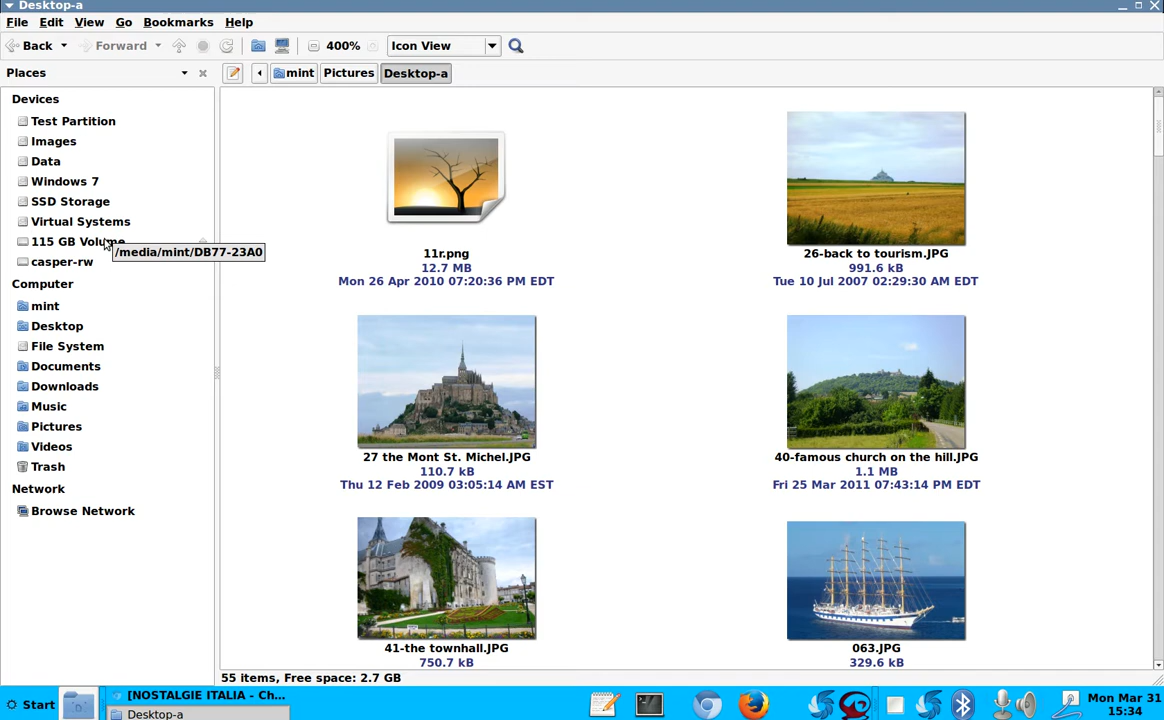 Desktop-a
File Edit View Go Bookmarks Help
Back Forward 400% Icon View
Places mint Pictures Desktop-a
Devices
Test Partition
Images
Data
Windows 7
SSD Storage
Virtual Systems
115 GB Volume
/media/mint/DB77-23A0
casper-rw
Computer
mint
Desktop
File System
Documents
Downloads
Music
Pictures
Videos
Trash
Network
Browse Network
11r.png
12.7 MB
Mon 26 Apr 2010 07:20:36 PM EDT
26-back to tourism.JPG
991.6 kB
Tue 10 Jul 2007 02:29:30 AM EDT
27 the Mont St. Michel.JPG
110.7 kB
Thu 12 Feb 2009 03:05:14 AM EST
40-famous church on the hill.JPG
1.1 MB
Fri 25 Mar 2011 07:43:14 PM EDT
41-the townhall.JPG
750.7 kB
063.JPG
329.6 kB
55 items, Free space: 2.7 GB
Start
[NOSTALGIE ITALIA - Ch...
Desktop-a
Mon Mar 31
15:34